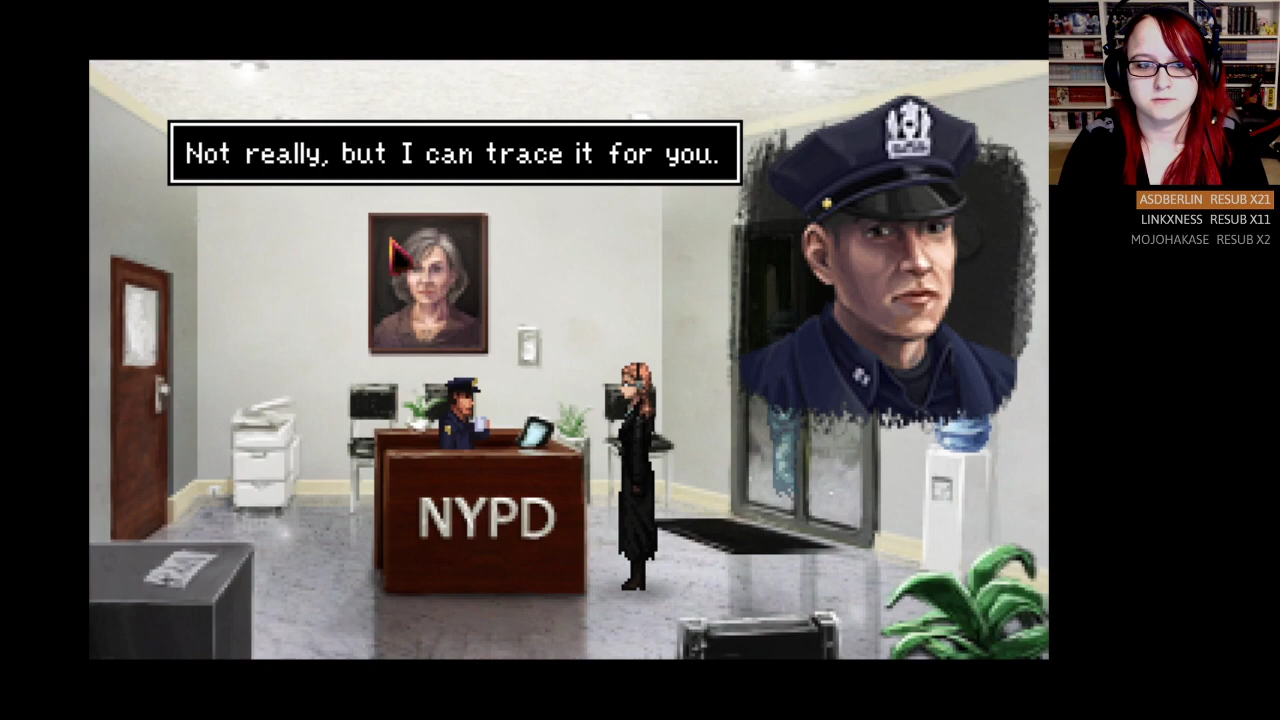 Not really, but I can trace it for you.
NYPD
ASDBERLIN RESUB X21
LINKXNESS RESUB X11
MOJOHAKASE RESUB X2